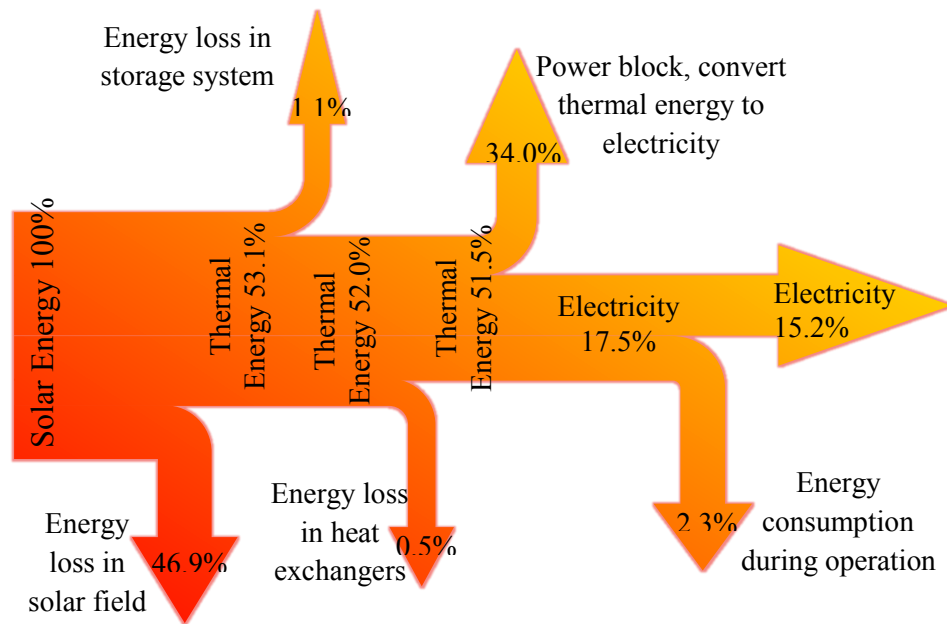 Energy loss in
storage system
1.1%
Power block, convert
thermal energy to
electricity
34.0%
Solar Energy 100%
Thermal
Energy 53.1%
Thermal
Energy 52.0%
Thermal
Energy 51.5%
Electricity
17.5%
Electricity
15.2%
Energy
loss in
solar field
46.9%
Energy loss
in heat
exchangers
0.5%
2.3%
Energy
consumption
during operation